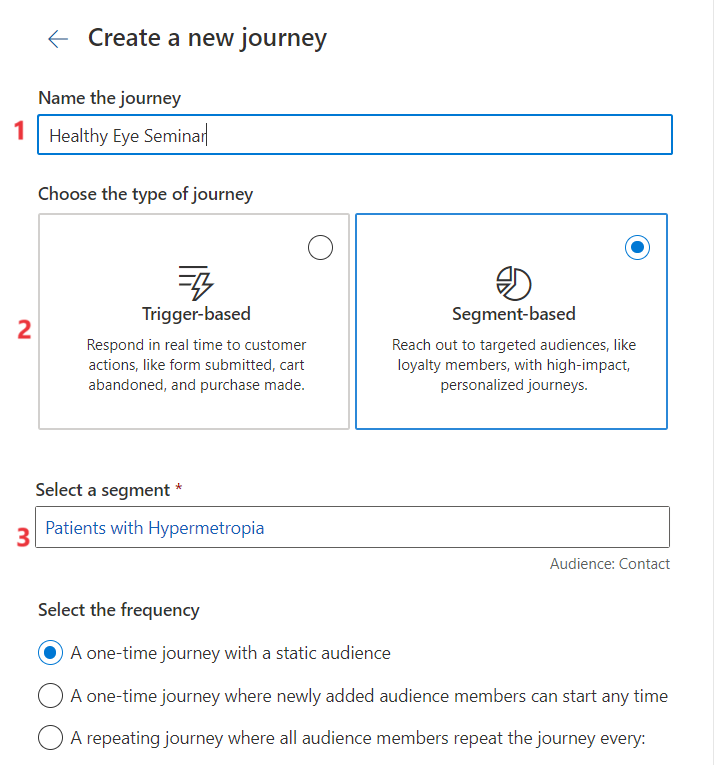 Create a new journey
Name the journey
1
Healthy Eye Seminar
Choose the type of journey
2
Trigger-based
Respond in real time to customer
actions, like form submitted, cart
abandoned, and purchase made.
Segment-based
Reach out to targeted audiences, like
loyalty members, with high-impact,
personalized journeys.
Select a segment *
3
Patients with Hypermetropia
Audience: Contact
Select the frequency
A one-time journey with a static audience
A one-time journey where newly added audience members can start any time
A repeating journey where all audience members repeat the journey every: